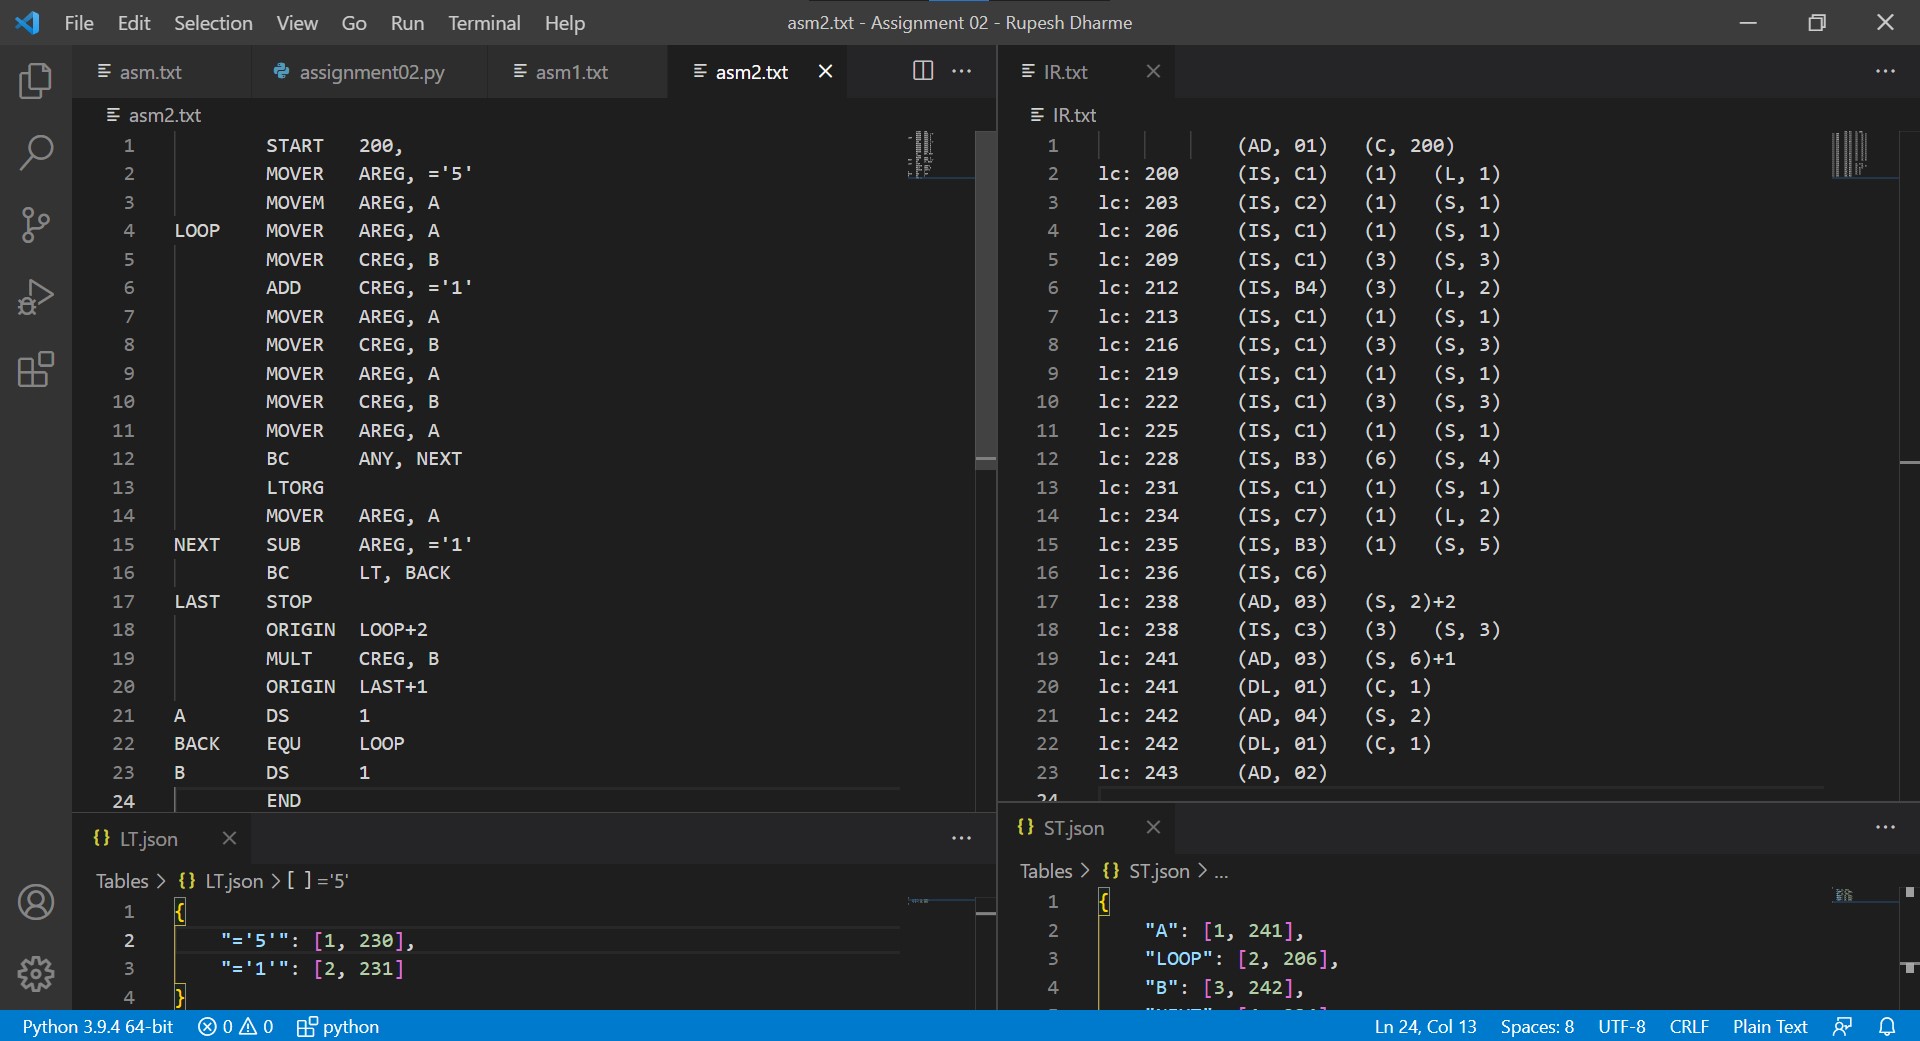 File Edit Selection View Go Run Terminal Help asm2.txt - Assignment 02 - Rupesh Dharme
asm.txt assignment02.py asm1.txt asm2.txt
asm2.txt
1 START 200,
2 MOVER AREG, ='5'
3 MOVEM AREG, A
4 LOOP MOVER AREG, A
5 MOVER CREG, B
6 ADD CREG, ='1'
7 MOVER AREG, A
8 MOVER CREG, B
9 MOVER AREG, A
10 MOVER CREG, B
11 MOVER AREG, A
12 BC ANY, NEXT
13 LTORG
14 MOVER AREG, A
15 NEXT SUB AREG, ='1'
16 BC LT, BACK
17 LAST STOP
18 ORIGIN LOOP+2
19 MULT CREG, B
20 ORIGIN LAST+1
21 A DS 1
22 BACK EQU LOOP
23 B DS 1
24 END
IR.txt
IR.txt
1 (AD, 01) (C, 200)
2 lc: 200 (IS, C1) (1) (L, 1)
3 lc: 203 (IS, C2) (1) (S, 1)
4 lc: 206 (IS, C1) (1) (S, 1)
5 lc: 209 (IS, C1) (3) (S, 3)
6 lc: 212 (IS, B4) (3) (L, 2)
7 lc: 213 (IS, C1) (1) (S, 1)
8 lc: 216 (IS, C1) (3) (S, 3)
9 lc: 219 (IS, C1) (1) (S, 1)
10 lc: 222 (IS, C1) (3) (S, 3)
11 lc: 225 (IS, C1) (1) (S, 1)
12 lc: 228 (IS, B3) (6) (S, 4)
13 lc: 231 (IS, C1) (1) (S, 1)
14 lc: 234 (IS, C7) (1) (L, 2)
15 lc: 235 (IS, B3) (1) (S, 5)
16 lc: 236 (IS, C6)
17 lc: 238 (AD, 03) (S, 2)+2
18 lc: 238 (IS, C3) (3) (S, 3)
19 lc: 241 (AD, 03) (S, 6)+1
20 lc: 241 (DL, 01) (C, 1)
21 lc: 242 (AD, 04) (S, 2)
22 lc: 242 (DL, 01) (C, 1)
23 lc: 243 (AD, 02)
24
{} LT.json
Tables > {} LT.json > [ ] ='5'
1 {
2 "='5'": [1, 230],
3 "='1'": [2, 231]
4 }
{} ST.json
Tables > {} ST.json > ...
1 {
2 "A": [1, 241],
3 "LOOP": [2, 206],
4 "B": [3, 242],
Python 3.9.4 64-bit 0 0 python Ln 24, Col 13 Spaces: 8 UTF-8 CRLF Plain Text